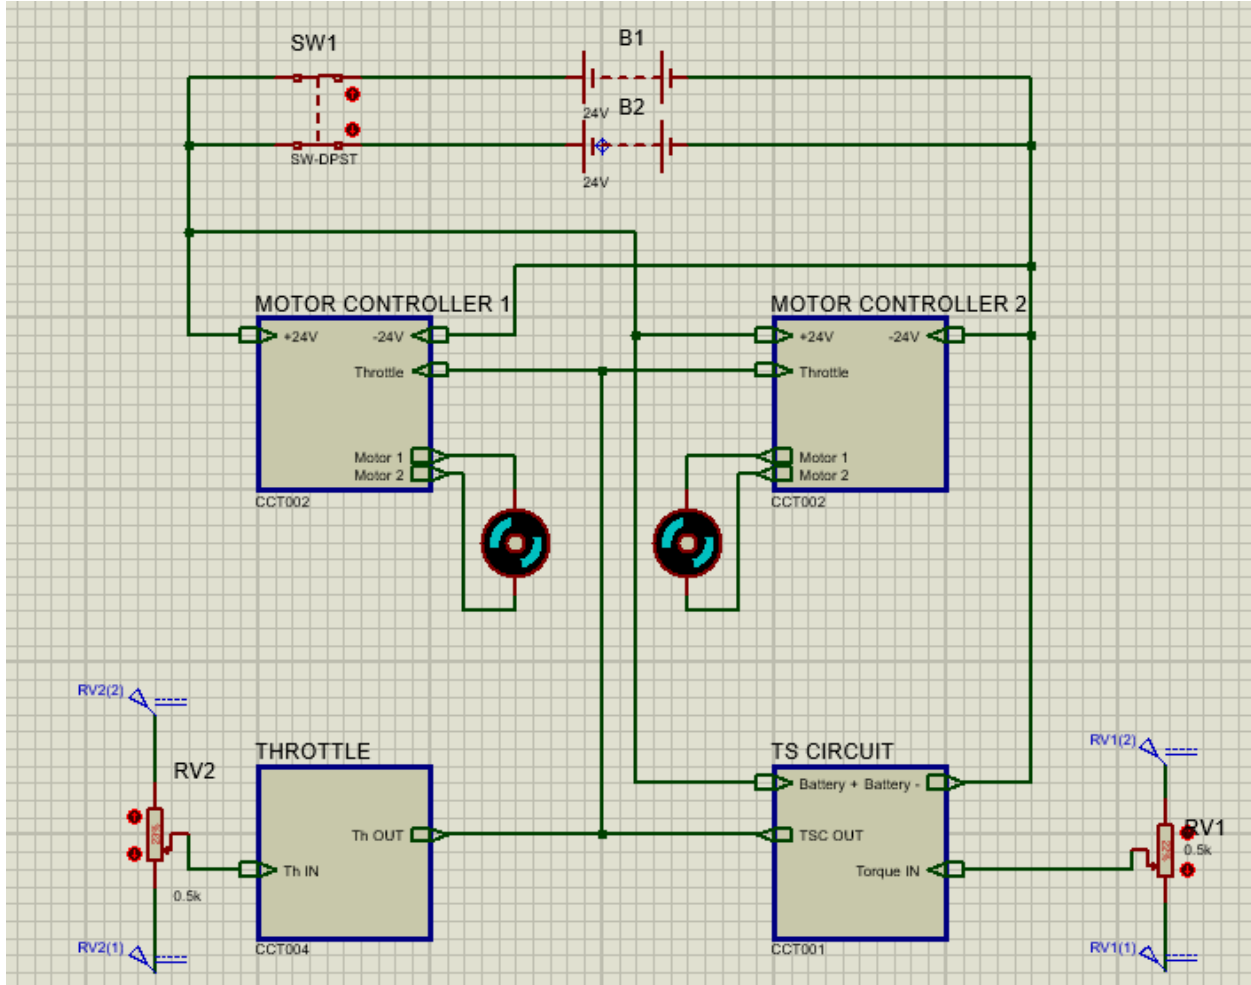 SW1
B1
24V
B2
SW-DPST
24V
MOTOR CONTROLLER 1
MOTOR CONTROLLER 2
+24V
-24V
+24V
-24V
Throttle
Throttle
Motor 1
Motor 2
Motor 1
Motor 2
CCT002
CCT002
RV2(2)
RV1(2)
THROTTLE
TS CIRCUIT
RV2
Battery + Battery -
23%
Th OUT
TSC OUT
RV1
22%
0.5k
Th IN
Torque IN
0.5k
RV2(1)
CCT004
CCT001
RV1(1)